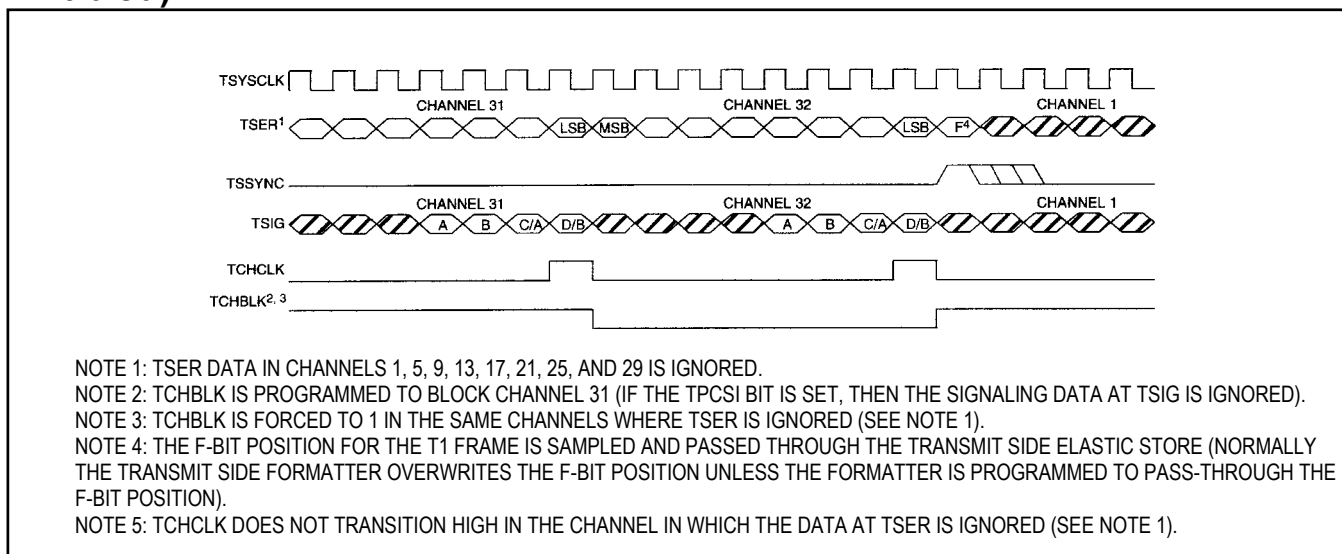 TSYSCLK
CHANNEL 31 CHANNEL 32 CHANNEL 1
TSER1 LSB MSB LSB F4
TSSYNC
CHANNEL 31 CHANNEL 32 CHANNEL 1
TSIG A B C/A D/B A B C/A D/B
TCHCLK
TCHBLK2, 3
NOTE 1: TSER DATA IN CHANNELS 1, 5, 9, 13, 17, 21, 25, AND 29 IS IGNORED.
NOTE 2: TCHBLK IS PROGRAMMED TO BLOCK CHANNEL 31 (IF THE TPCSI BIT IS SET, THEN THE SIGNALING DATA AT TSIG IS IGNORED).
NOTE 3: TCHBLK IS FORCED TO 1 IN THE SAME CHANNELS WHERE TSER IS IGNORED (SEE NOTE 1).
NOTE 4: THE F-BIT POSITION FOR THE T1 FRAME IS SAMPLED AND PASSED THROUGH THE TRANSMIT SIDE ELASTIC STORE (NORMALLY
THE TRANSMIT SIDE FORMATTER OVERWRITES THE F-BIT POSITION UNLESS THE FORMATTER IS PROGRAMMED TO PASS-THROUGH THE
F-BIT POSITION).
NOTE 5: TCHCLK DOES NOT TRANSITION HIGH IN THE CHANNEL IN WHICH THE DATA AT TSER IS IGNORED (SEE NOTE 1).